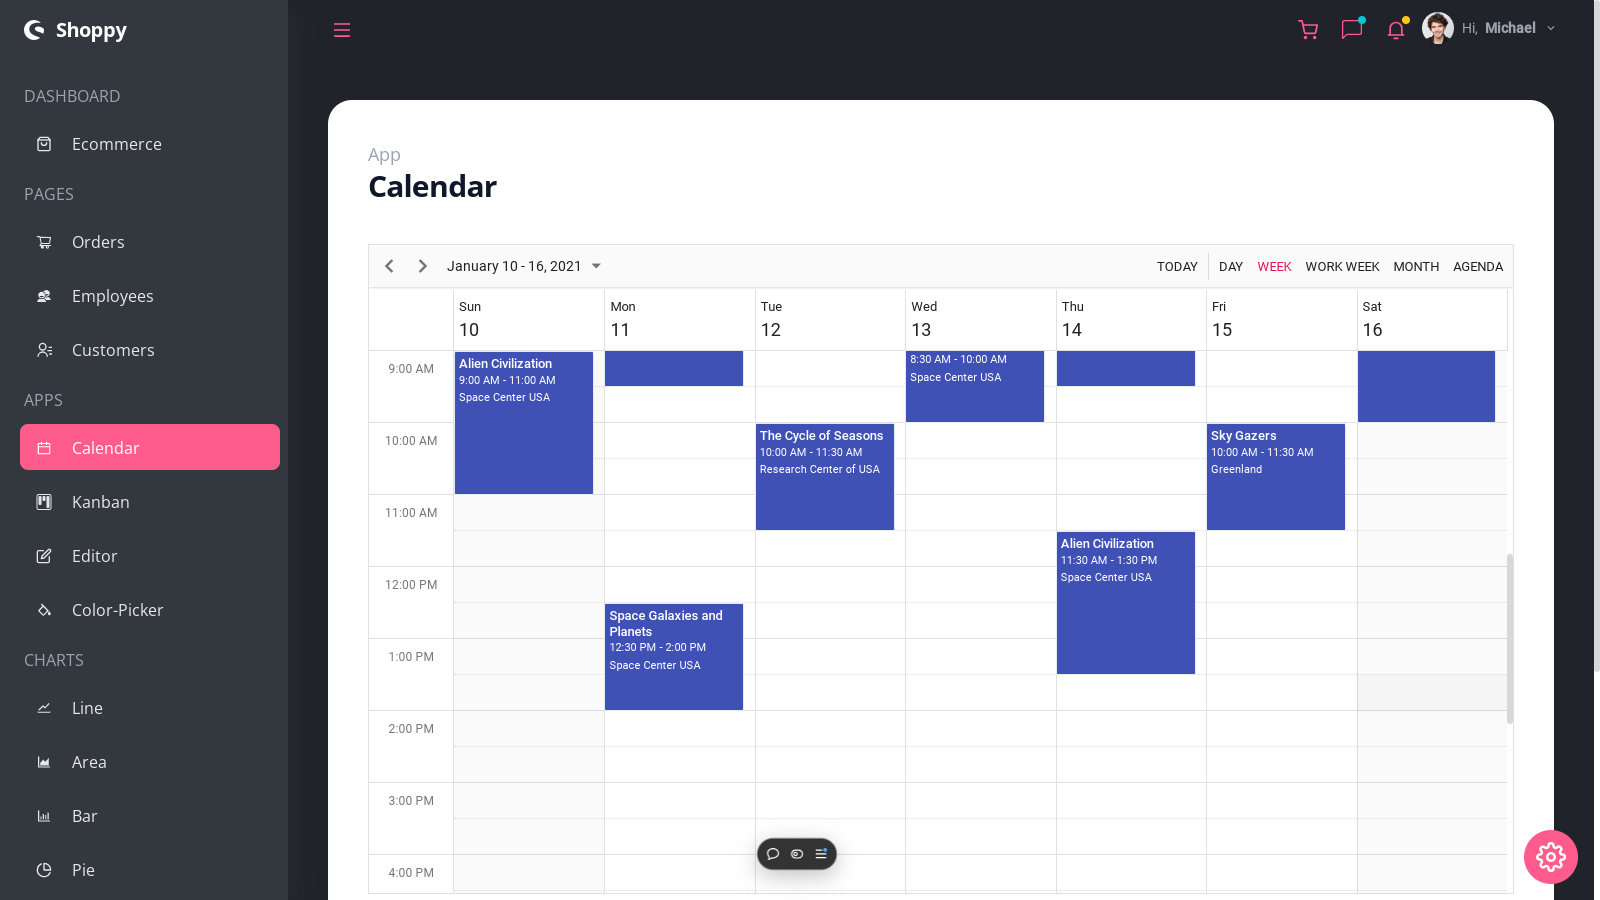 Shoppy
DASHBOARD
Ecommerce
PAGES
Orders
Employees
Customers
APPS
Calendar
Kanban
Editor
Color-Picker
CHARTS
Line
Area
Bar
Pie
Hi, Michael
App
Calendar
January 10 - 16, 2021
TODAY DAY WEEK WORK WEEK MONTH AGENDA
Sun Mon Tue Wed Thu Fri Sat
10 11 12 13 14 15 16
9:00 AM
10:00 AM
11:00 AM
12:00 PM
1:00 PM
2:00 PM
3:00 PM
4:00 PM
Alien Civilization
9:00 AM - 11:00 AM
Space Center USA
Space Galaxies and
Planets
12:30 PM - 2:00 PM
Space Center USA
The Cycle of Seasons
10:00 AM - 11:30 AM
Research Center of USA
8:30 AM - 10:00 AM
Space Center USA
Alien Civilization
11:30 AM - 1:30 PM
Space Center USA
Sky Gazers
10:00 AM - 11:30 AM
Greenland